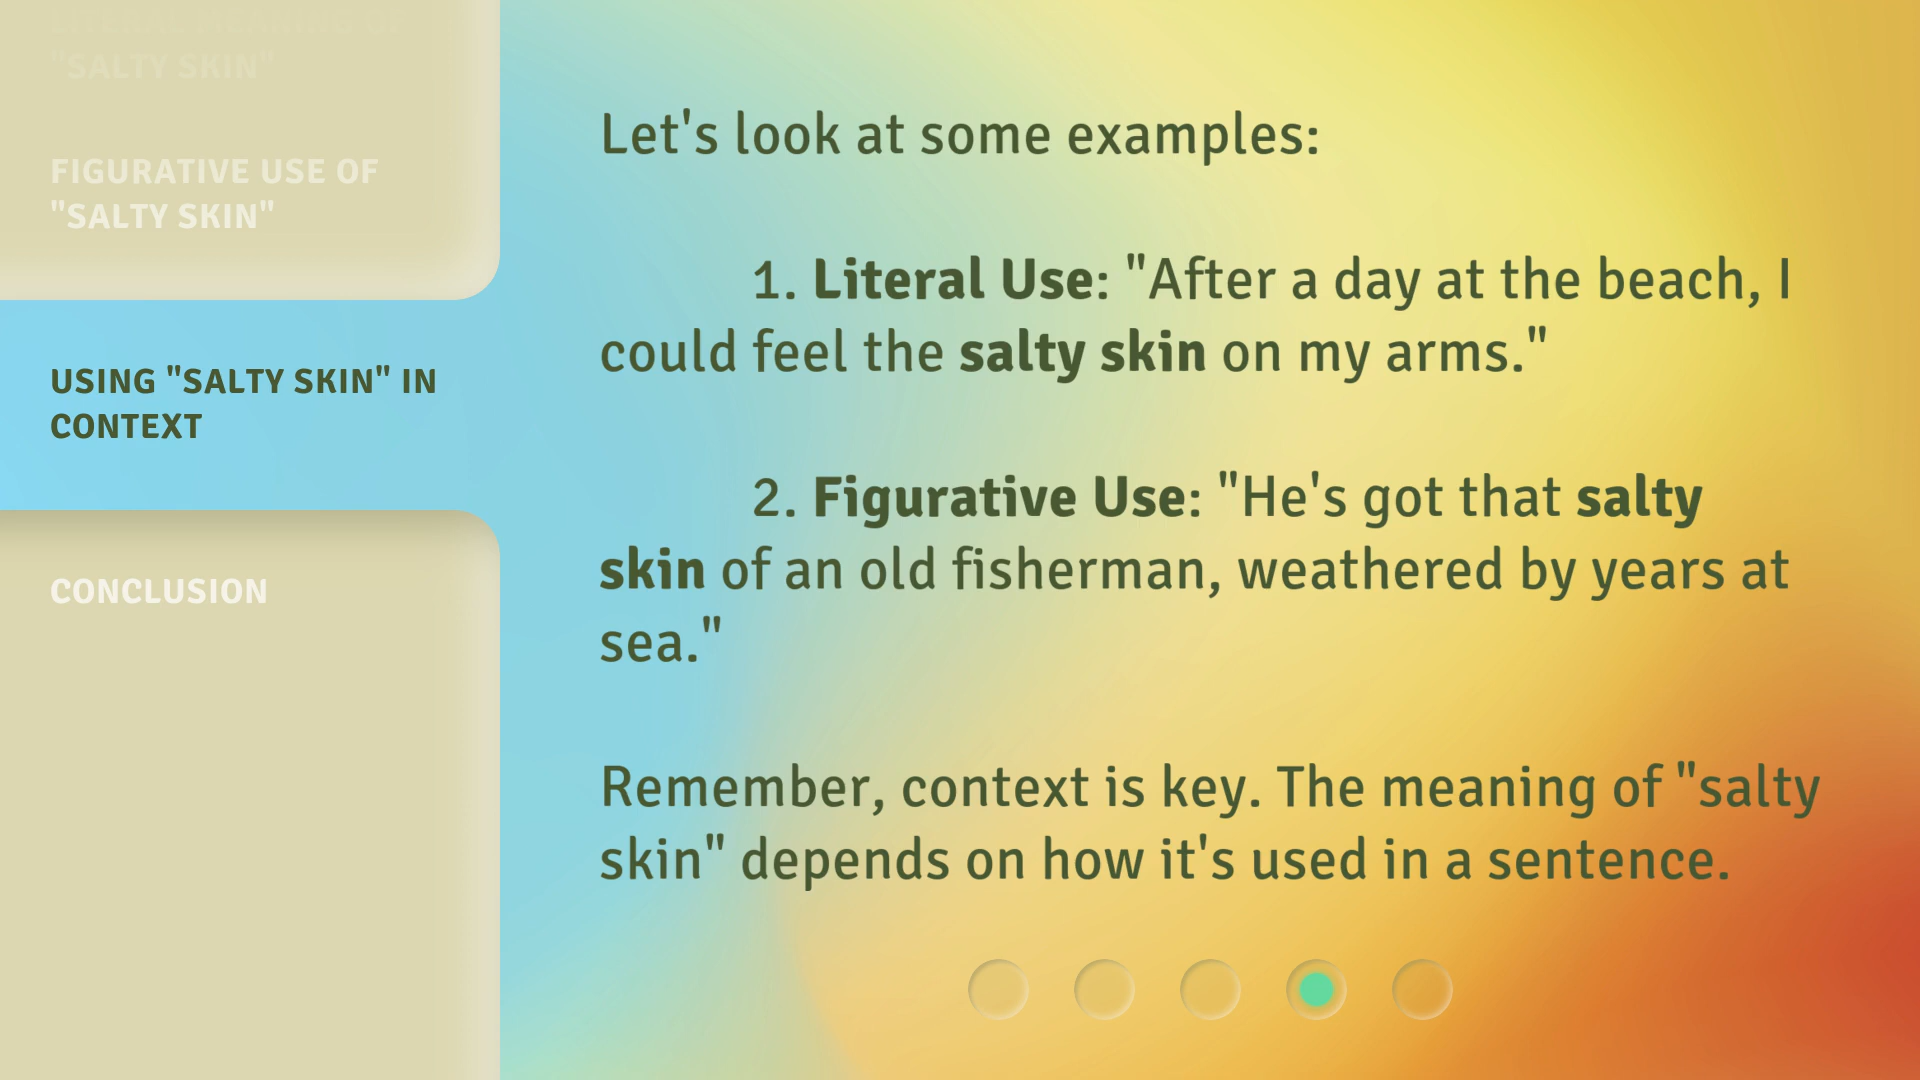 LITERAL MEANING OF
"SALTY SKIN"
FIGURATIVE USE OF
"SALTY SKIN"
USING "SALTY SKIN" IN
CONTEXT
CONCLUSION
Let's look at some examples:
1. Literal Use: "After a day at the beach, I
could feel the salty skin on my arms."
2. Figurative Use: "He's got that salty
skin of an old fisherman, weathered by years at
sea."
Remember, context is key. The meaning of "salty
skin" depends on how it's used in a sentence.